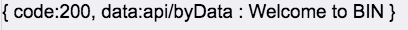 { code:200, data:api/byData : Welcome to BIN }